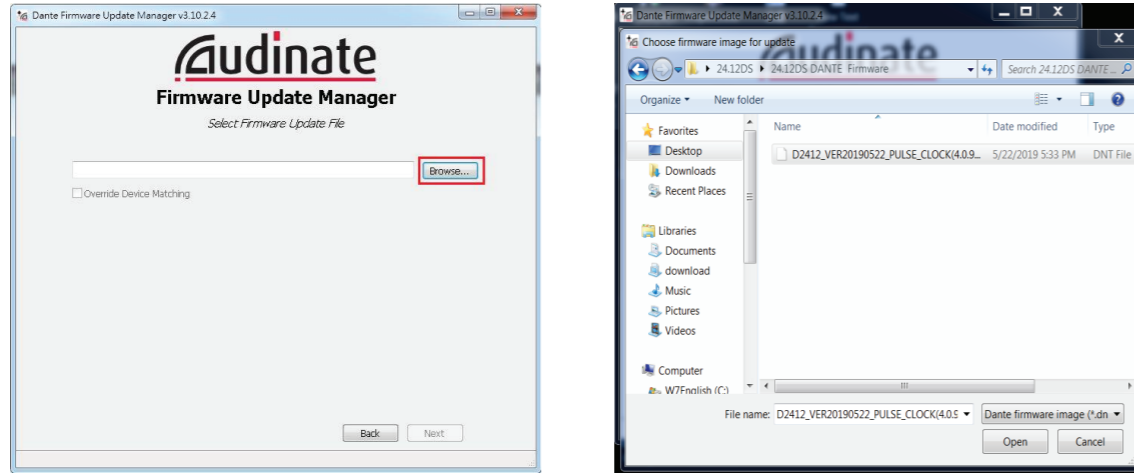 Dante Firmware Update Manager v3.10.2.4
Audinate
Firmware Update Manager
Select Firmware Update File
Browse...
Override Device Matching
Back Next
Dante Firmware Update Manager v3.10.2.4
Choose firmware image for update
24.12DS 24.12DS DANTE Firmware Search 24.12DS DANTE ...
Organize New folder
Name Date modified Type
Favorites
Desktop
Downloads
Recent Places
D2412_VER20190522_PULSE_CLOCK(4.0.9... 5/22/2019 5:33 PM DNT File
Libraries
Documents
download
Music
Pictures
Videos
Computer
W7English (C:)
File name: D2412_VER20190522_PULSE_CLOCK(4.0.9 Dante firmware image (*.dn
Open Cancel